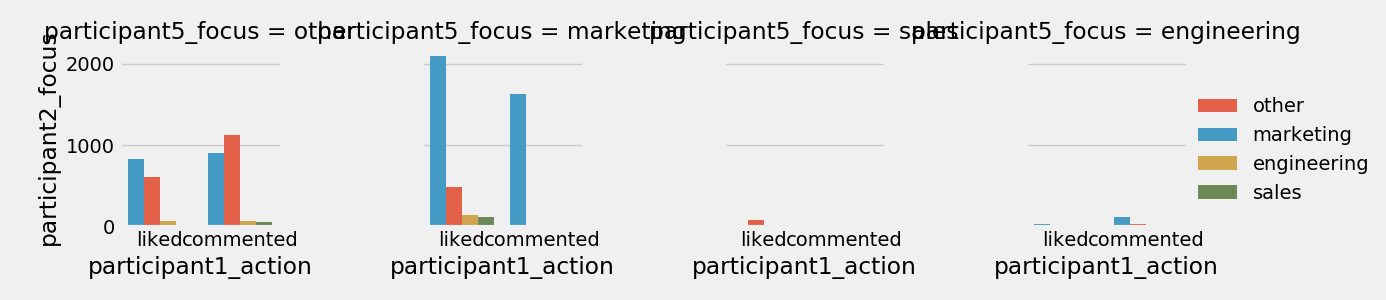 participant5_focus = other
participant5_focus = marketing
participant5_focus = sales
participant5_focus = engineering
participant2_focus
2000
1000
0
other
marketing
engineering
sales
liked commented
liked commented
liked commented
liked commented
participant1_action
participant1_action
participant1_action
participant1_action